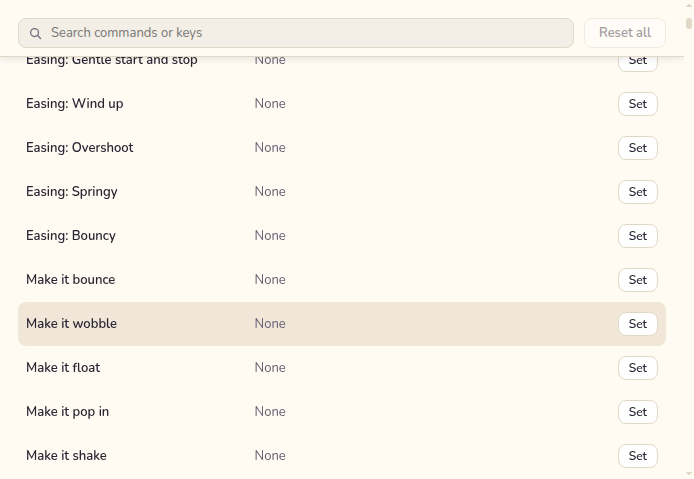 Search commands or keys Reset all
Easing: Gentle start and stop None Set
Easing: Wind up None Set
Easing: Overshoot None Set
Easing: Springy None Set
Easing: Bouncy None Set
Make it bounce None Set
Make it wobble None Set
Make it float None Set
Make it pop in None Set
Make it shake None Set